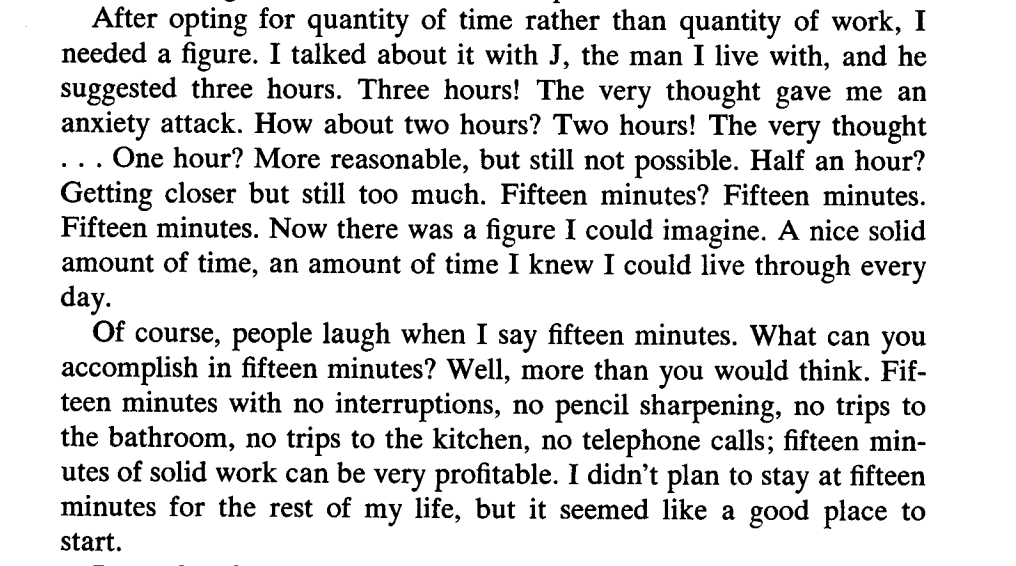 After opting for quantity of time rather than quantity of work, I
needed a figure. I talked about it with J, the man I live with, and he
suggested three hours. Three hours! The very thought gave me an
anxiety attack. How about two hours? Two hours! The very thought
. . . One hour? More reasonable, but still not possible. Half an hour?
Getting closer but still too much. Fifteen minutes? Fifteen minutes.
Fifteen minutes. Now there was a figure I could imagine. A nice solid
amount of time, an amount of time I knew I could live through every
day.
Of course, people laugh when I say fifteen minutes. What can you
accomplish in fifteen minutes? Well, more than you would think. Fif-
teen minutes with no interruptions, no pencil sharpening, no trips to
the bathroom, no trips to the kitchen, no telephone calls; fifteen min-
utes of solid work can be very profitable. I didn’t plan to stay at fifteen
minutes for the rest of my life, but it seemed like a good place to
start.